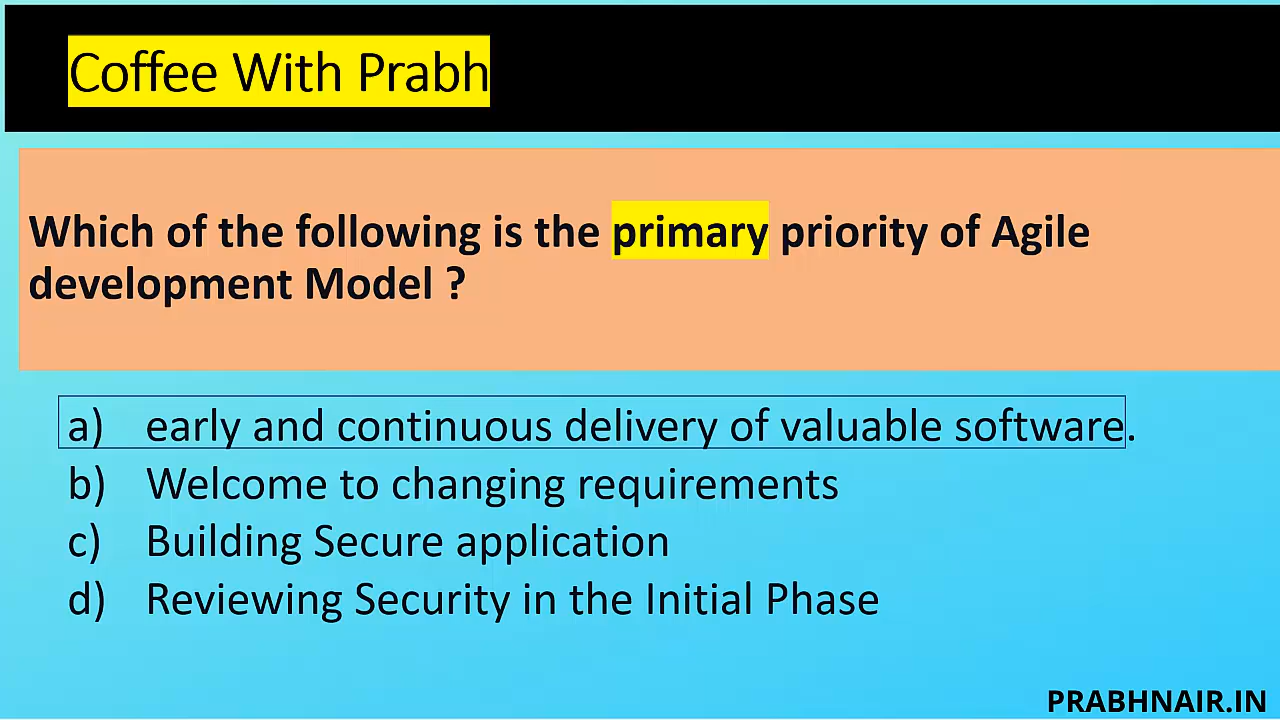 Coffee With Prabh
Which of the following is the primary priority of Agile
development Model ?
a) early and continuous delivery of valuable software.
b) Welcome to changing requirements
c) Building Secure application
d) Reviewing Security in the Initial Phase
PRABHNAIR.IN